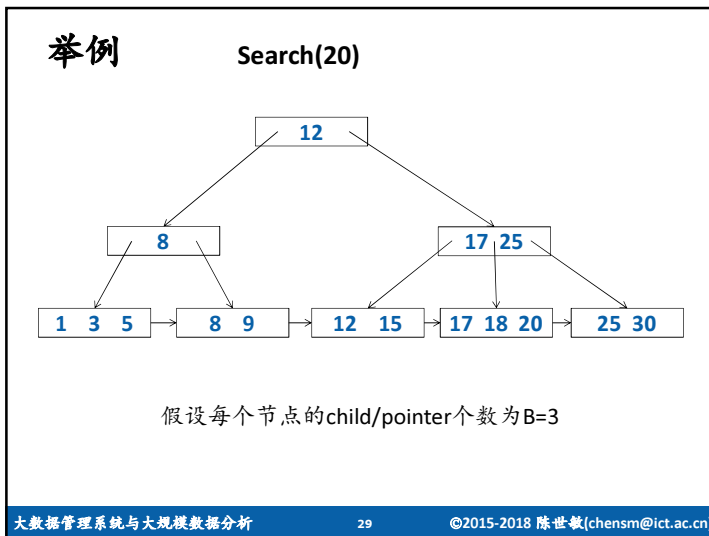 举例 Search(20)
12
8 17 25
1 3 5 8 9 12 15 17 18 20 25 30
假设每个节点的child/pointer个数为B=3
大数据管理系统与大规模数据分析 29 ©2015-2018 陈世敏(chensm@ict.ac.cn